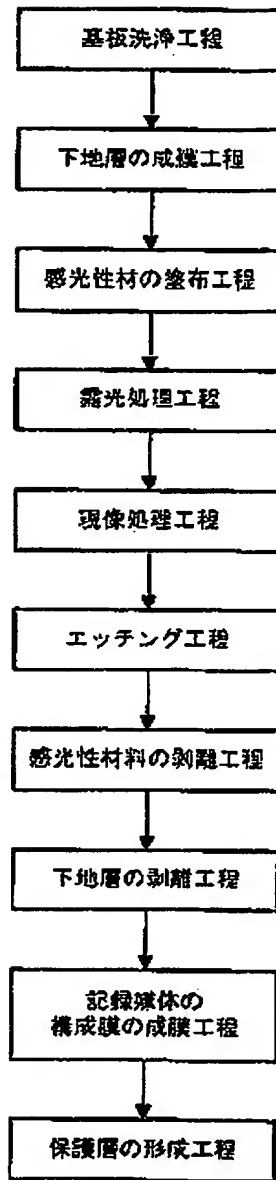 基板洗浄工程
下地層の成膜工程
感光性材の塗布工程
露光処理工程
現像処理工程
エッチング工程
感光性材料の剥離工程
下地層の剥離工程
記録媒体の
構成膜の成膜工程
保護層の形成工程